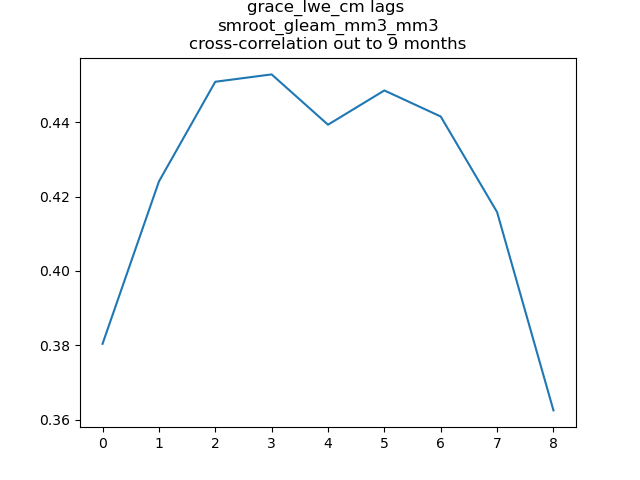 grace_lwe_cm lags
smroot_gleam_mm3_mm3
cross-correlation out to 9 months
0.44
0.42
0.40
0.38
0.36
0 1 2 3 4 5 6 7 8